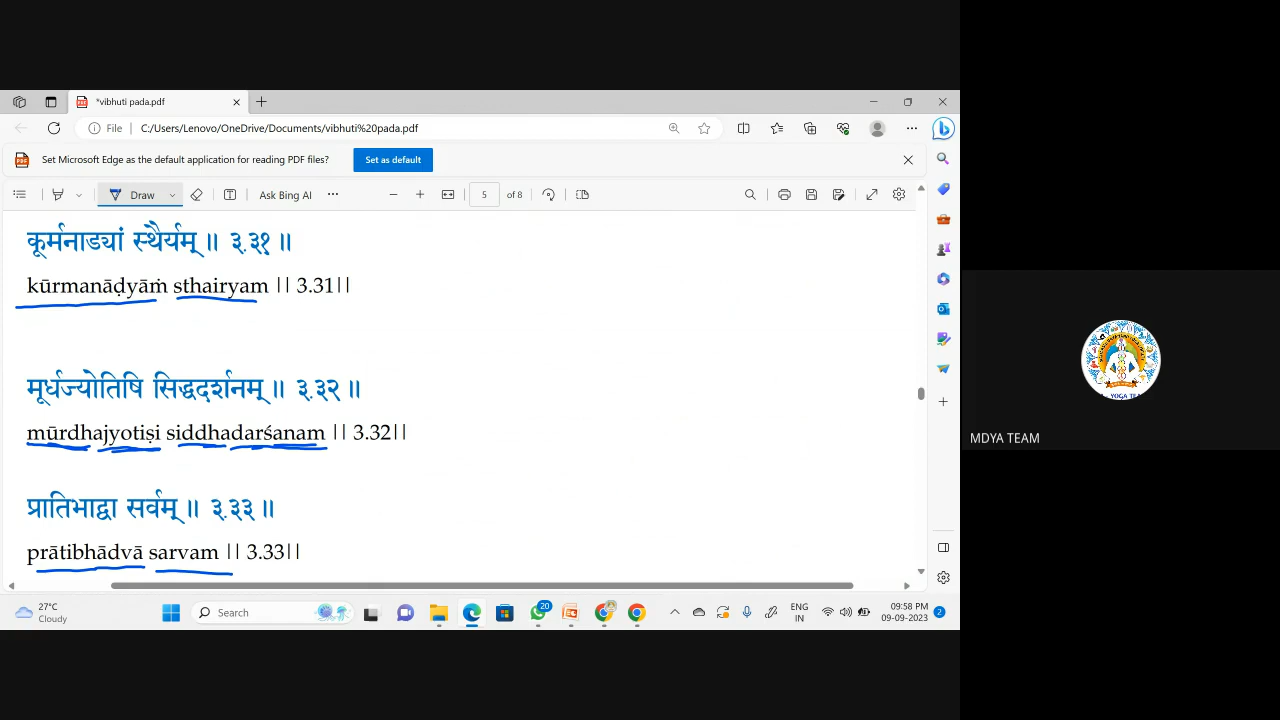 *vibhuti pada.pdf
File
C:/Users/Lenovo/OneDrive/Documents/vibhuti%20pada.pdf
Set Microsoft Edge as the default application for reading PDF files?
Set as default
Draw
Ask Bing AI
5
of 8
कूर्मनाड्यां स्थैर्यम् ॥ ३.३१ ॥
kūrmanāḍyāṁ sthairyam || 3.31||
मूर्धज्योतिषि सिद्धदर्शनम् ॥ ३.३२ ॥
mūrdhajyotiṣi siddhadarśanam || 3.32||
प्रातिभाद्वा सर्वम् ॥ ३.३३ ॥
prātibhādvā sarvam || 3.33||
MDYA TEAM
27°C
Cloudy
Search
20
ENG
IN
09:58 PM
09-09-2023
2